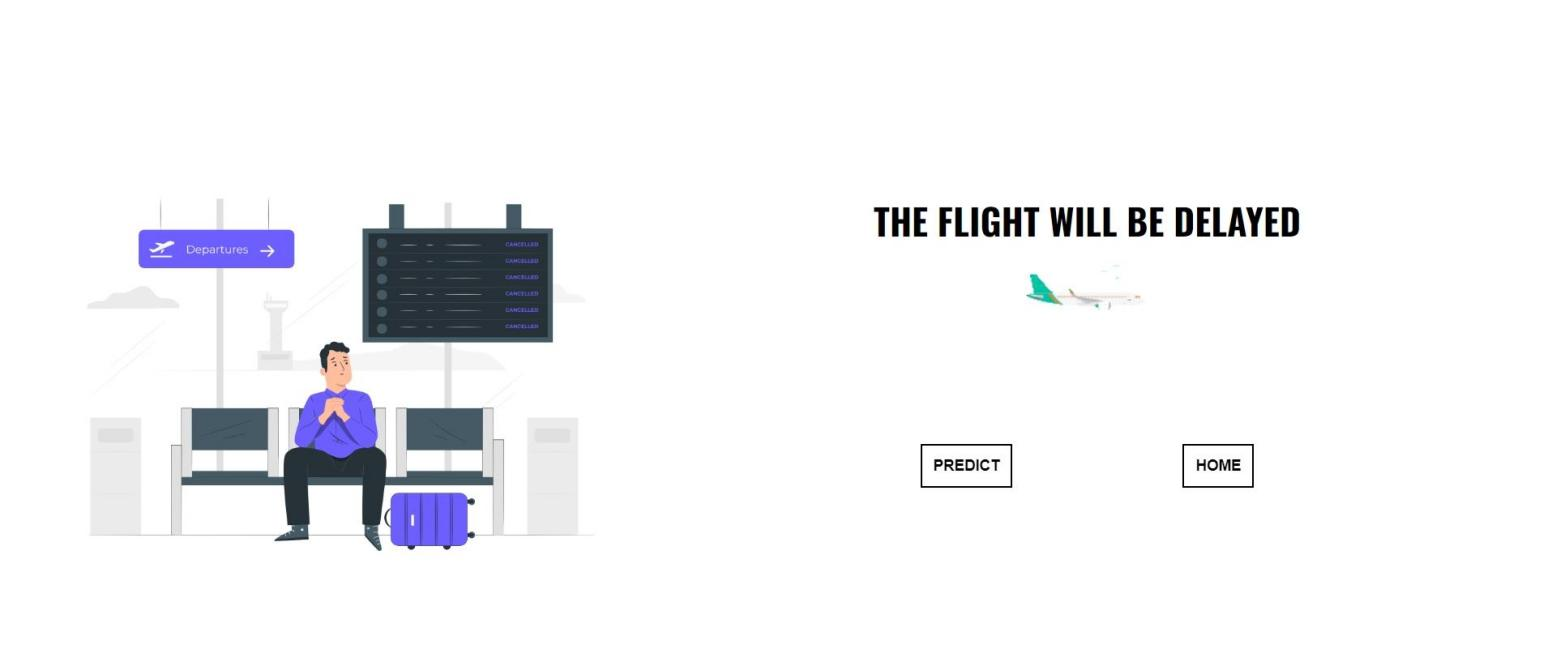 Departures
CANCELLED
CANCELLED
CANCELLED
CANCELLED
CANCELLED
CANCELLED
THE FLIGHT WILL BE DELAYED
PREDICT
HOME